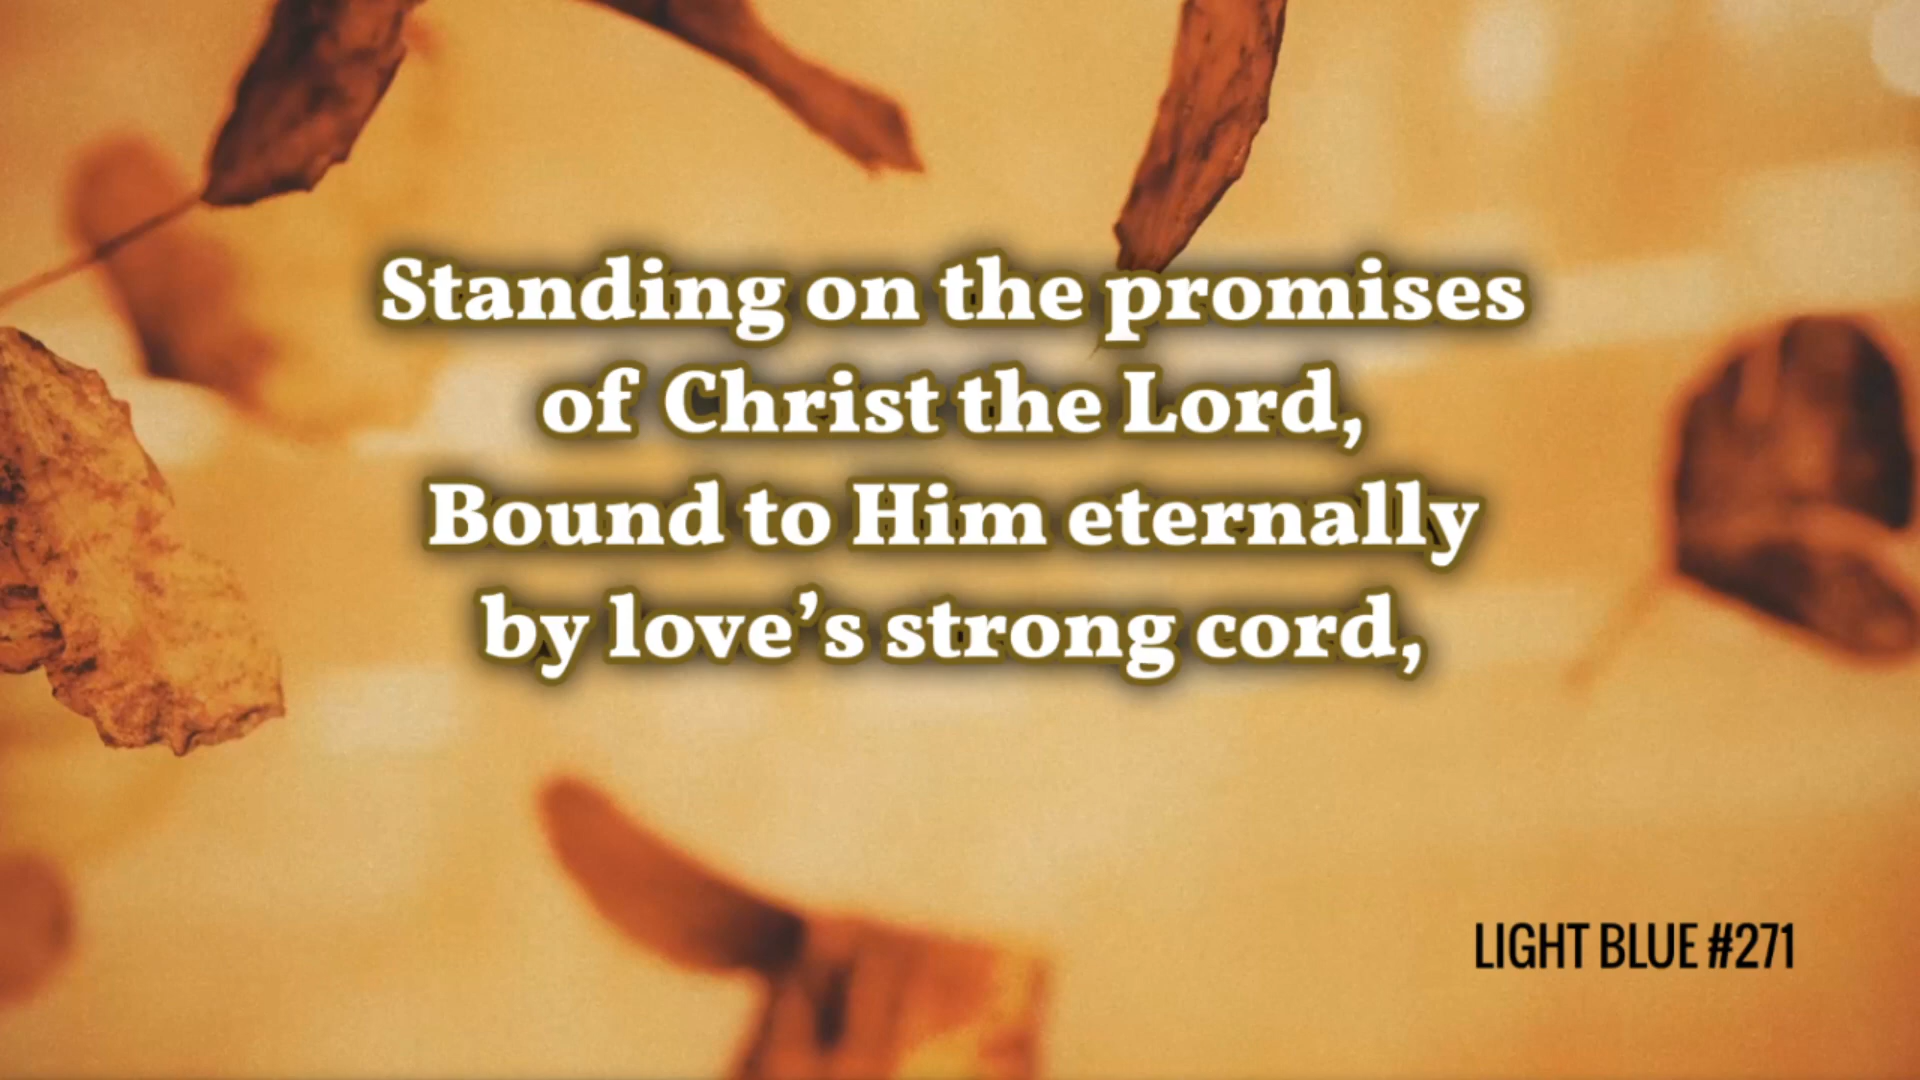 Standing on the promises
of Christ the Lord,
Bound to Him eternally
by love’s strong cord,
LIGHT BLUE #271